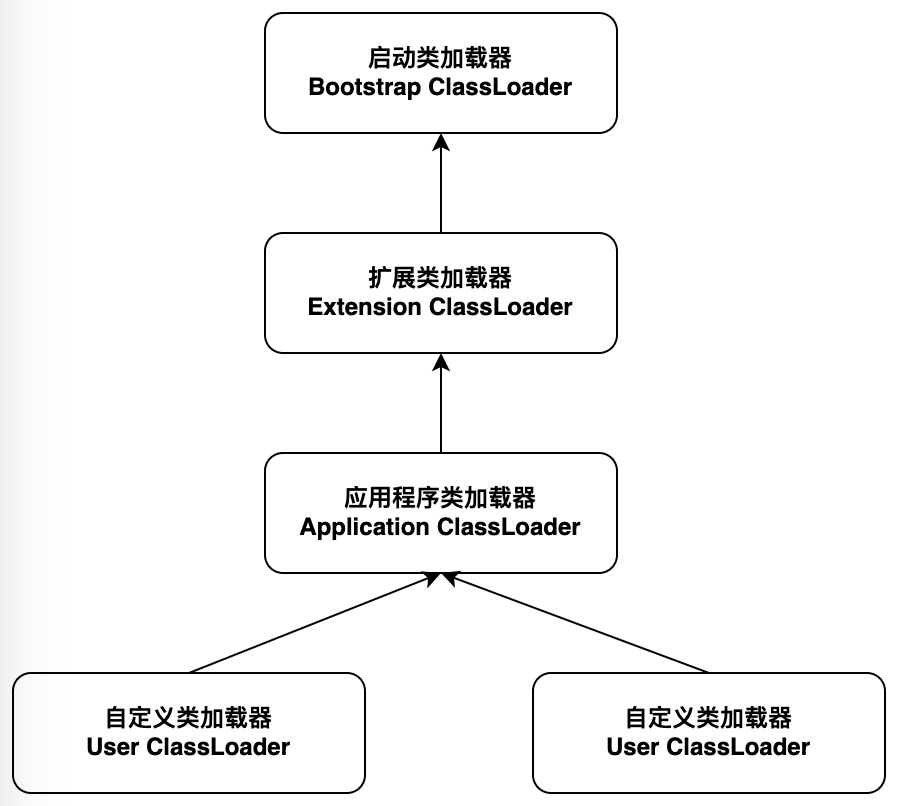 启动类加载器
Bootstrap ClassLoader
扩展类加载器
Extension ClassLoader
应用程序类加载器
Application ClassLoader
自定义类加载器
User ClassLoader
自定义类加载器
User ClassLoader